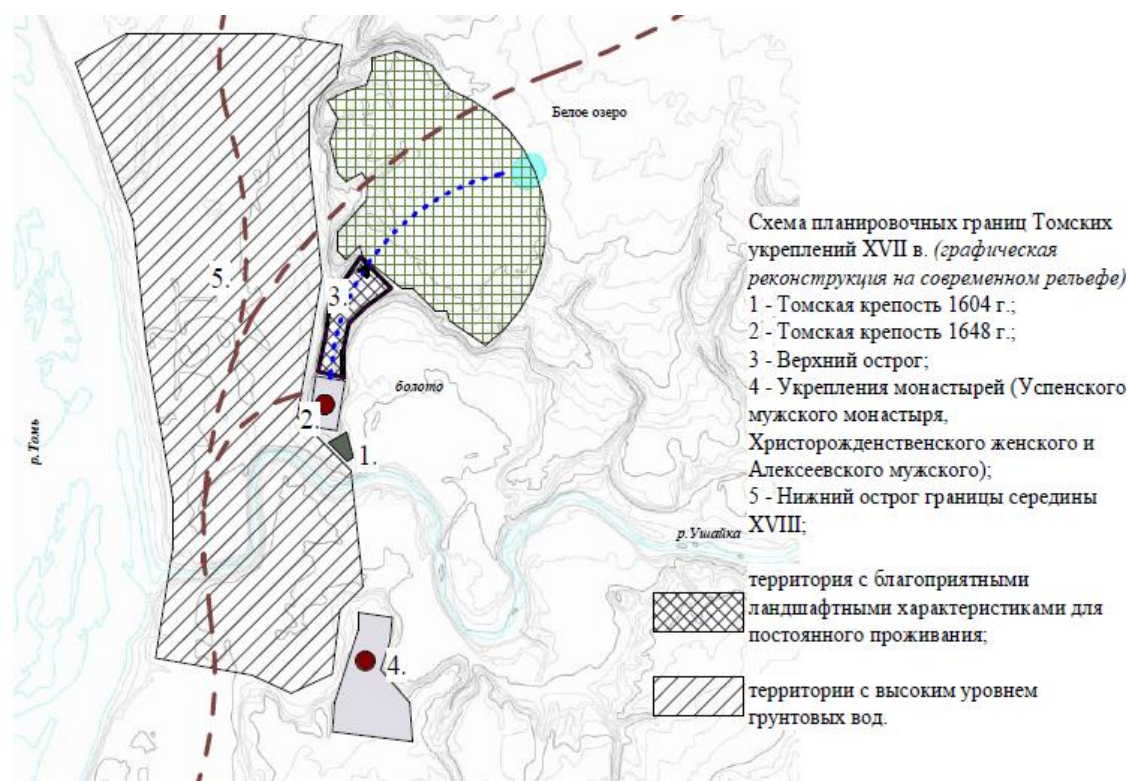 Белое озеро
5.
3.
болото
2.
1.
р.Томь
р.Ушайка
4.
Схема планировочных границ Томских
укреплений XVII в. (графическая
реконструкция на современном рельефе)
1 - Томская крепость 1604 г.;
2 - Томская крепость 1648 г.;
3 - Верхний острог;
4 - Укрепления монастырей (Успенского
мужского монастыря,
Христорожденственского женского и
Алексеевского мужского);
5 - Нижний острог границы середины
XVIII;
территория с благоприятными
ландшафтными характеристиками для
постоянного проживания;
территории с высоким уровнем
грунтовых вод.